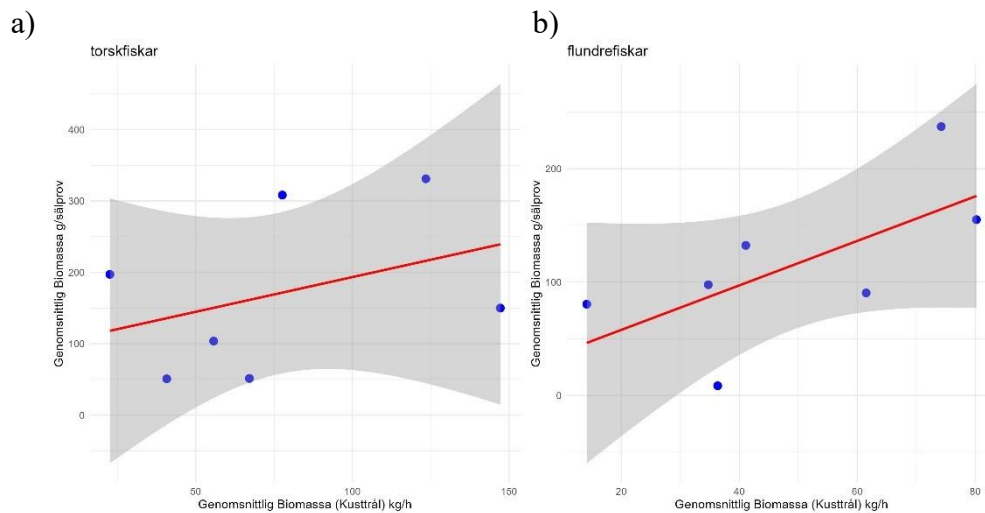 a)
torskfiskar
400
300
200
100
0
50
100
150
Genomsnittlig Biomassa (Kusttrål) kg/h
Genomsnittlig Biomassa g/sälprov
b)
flundrefiskar
200
100
0
20
40
60
80
Genomsnittlig Biomassa (Kusttrål) kg/h
Genomsnittlig Biomassa g/sälprov